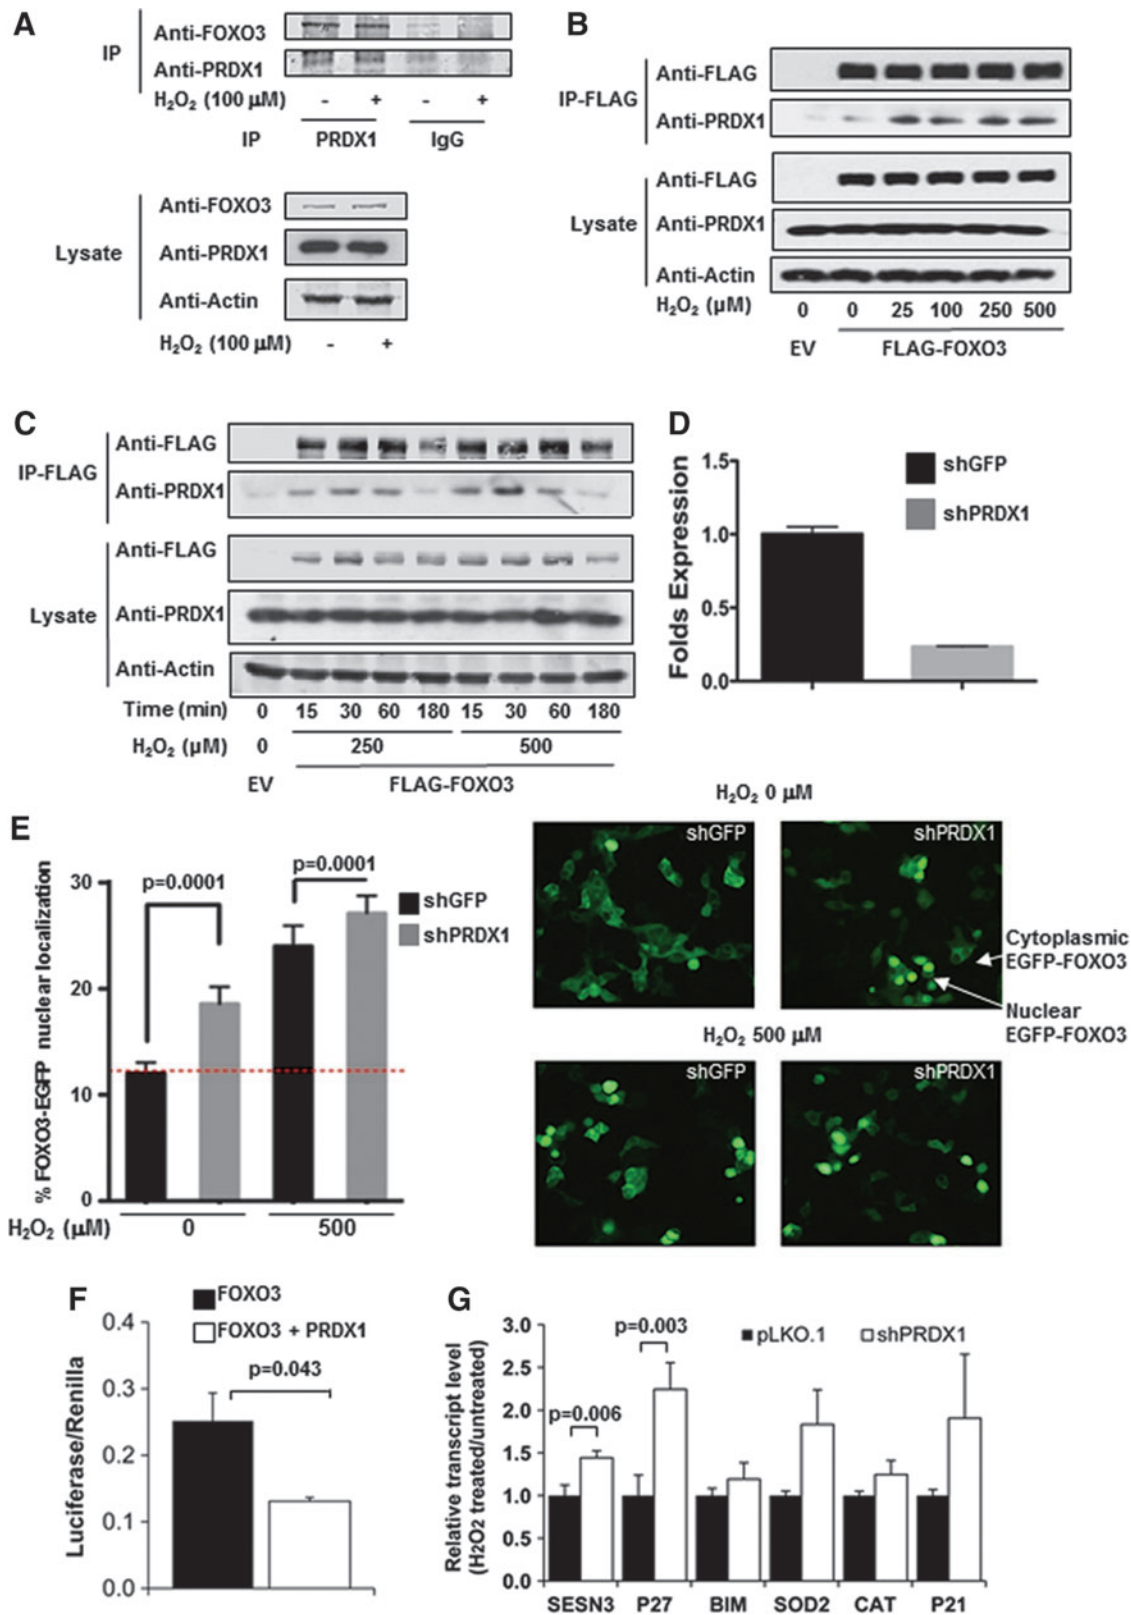 A
IP
Anti-FOXO3
Anti-PRDX1
H₂O₂ (100 μM) - + - +
IP PRDX1 IgG
Lysate
Anti-FOXO3
Anti-PRDX1
Anti-Actin
H₂O₂ (100 μM) - +
B
IP-FLAG
Anti-FLAG
Anti-PRDX1
Lysate
Anti-FLAG
Anti-PRDX1
Anti-Actin
H₂O₂ (μM) 0 0 25 100 250 500
EV FLAG-FOXO3
C
IP-FLAG
Anti-FLAG
Anti-PRDX1
Lysate
Anti-FLAG
Anti-PRDX1
Anti-Actin
Time (min) 0 15 30 60 180 15 30 60 180
H₂O₂ (μM) 0 250 500
EV FLAG-FOXO3
D
Folds Expression
1.5
1.0
0.5
0.0
shGFP
shPRDX1
E
% FOXO3-EGFP nuclear localization
30
20
10
0
p=0.0001
p=0.0001
shGFP
shPRDX1
H₂O₂ (μM) 0 500
H₂O₂ 0 μM
shGFP
shPRDX1
Cytoplasmic
EGFP-FOXO3
Nuclear
EGFP-FOXO3
H₂O₂ 500 μM
shGFP
shPRDX1
F
Luciferase/Renilla
0.4
0.3
0.2
0.1
0.0
FOXO3
FOXO3 + PRDX1
p=0.043
G
Relative transcript level
(H2O2 treated/untreated)
3.0
2.5
2.0
1.5
1.0
0.5
0.0
p=0.006
p=0.003
pLKO.1 shPRDX1
SESN3 P27 BIM SOD2 CAT P21